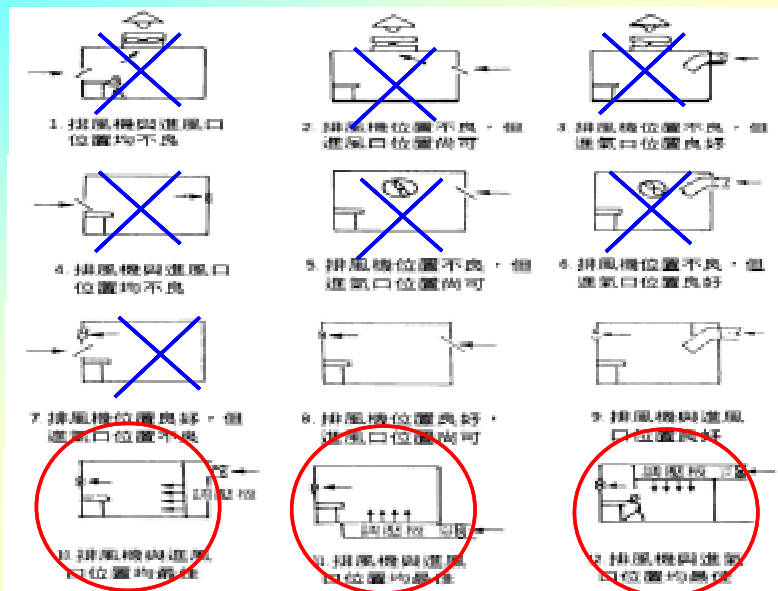 1. 排風機與進風口
位置均不良
2. 排風機位置不良，但
進風口位置尚可
3. 排風機位置不良，但
進氣口位置良好
4. 排風機與進風口
位置均不良
5. 排風機位置不良，但
進氣口位置尚可
6. 排風機位置不良，但
進氣口位置良好
7. 排風機位置良好，但
進氣口位置不良
8. 排風機位置良好，
進風口位置尚可
9. 排風機與進風
口位置良好
調壓板
10. 排風機與進風
口位置均最佳
調壓板
11. 排風機與進風
口位置均最佳
調壓板
12. 排風機與進氣
口位置均最佳